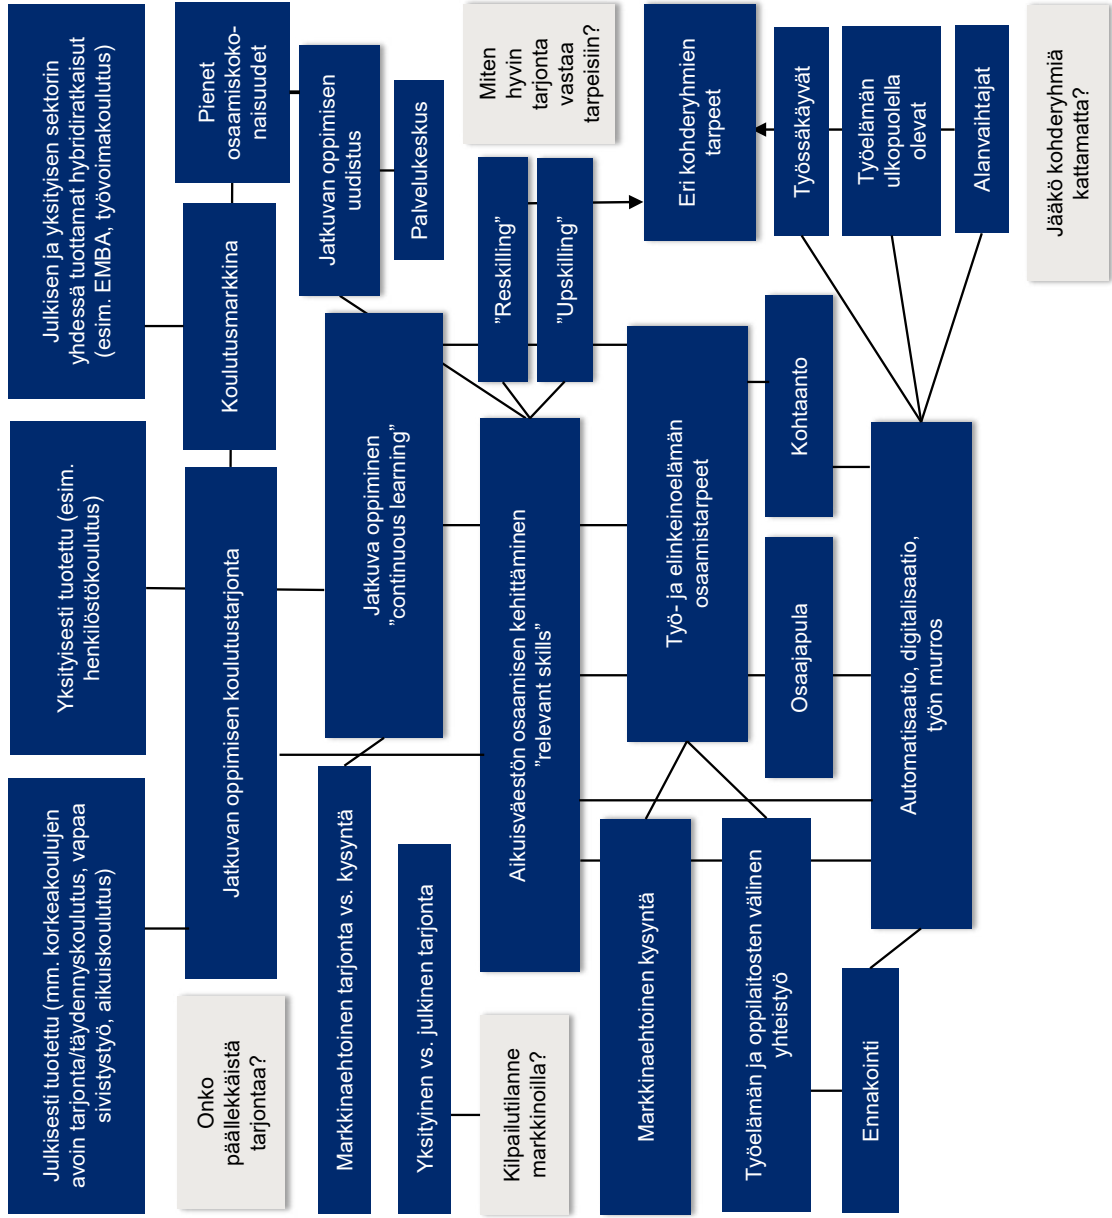 Julkisesti tuotettu (mm. korkeakoulujen
avoin tarjonta/täydennyskoulutus, vapaa
sivistystyö, aikuiskoulutus)
Yksityisesti tuotettu (esim.
henkilöstökoulutus)
Julkisen ja yksityisen sektorin
yhdessä tuottamat hybridiratkaisut
(esim. EMBA, työvoimakoulutus)
Onko
päällekkäistä
tarjontaa?
Jatkuvan oppimisen koulutustarjonta
Koulutusmarkkina
Pienet
osaamiskoko-
naisuudet
Markkinaehtoinen tarjonta vs. kysyntä
Jatkuva oppiminen
”continuous learning”
Jatkuvan oppimisen
uudistus
Yksityinen vs. julkinen tarjonta
Palvelukeskus
Kilpailutilanne
markkinoilla?
Aikuisväestön osaamisen kehittäminen
”relevant skills”
”Reskilling”
”Upskilling”
Miten
hyvin
tarjonta
vastaa
tarpeisiin?
Markkinaehtoinen kysyntä
Työ- ja elinkeinoelämän
osaamistarpeet
Eri kohderyhmien
tarpeet
Työelämän ja oppilaitosten välinen
yhteistyö
Osaajapula
Kohtaanto
Työssäkäyvät
Ennakointi
Automatisaatio, digitalisaatio,
työn murros
Työelämän
ulkopuolella
olevat
Alanvaihtajat
Jääkö kohderyhmiä
kattamatta?